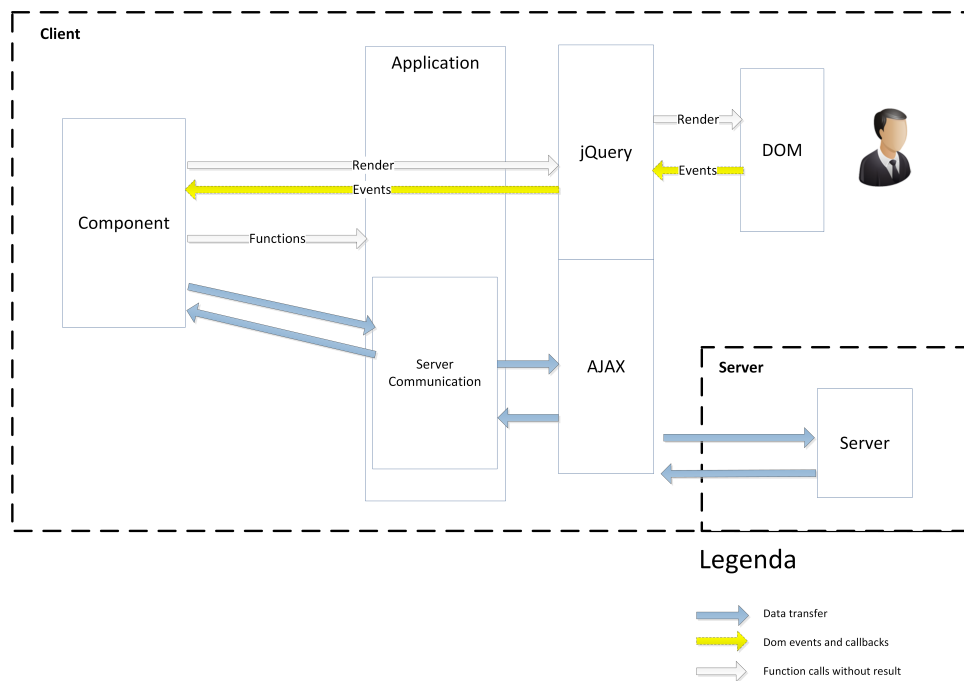 Client
Application
Render
jQuery
DOM
Render
Events
Events
Component
Functions
Server
Communication
AJAX
Server
Server
Legenda
Data transfer
Dom events and callbacks
Function calls without result